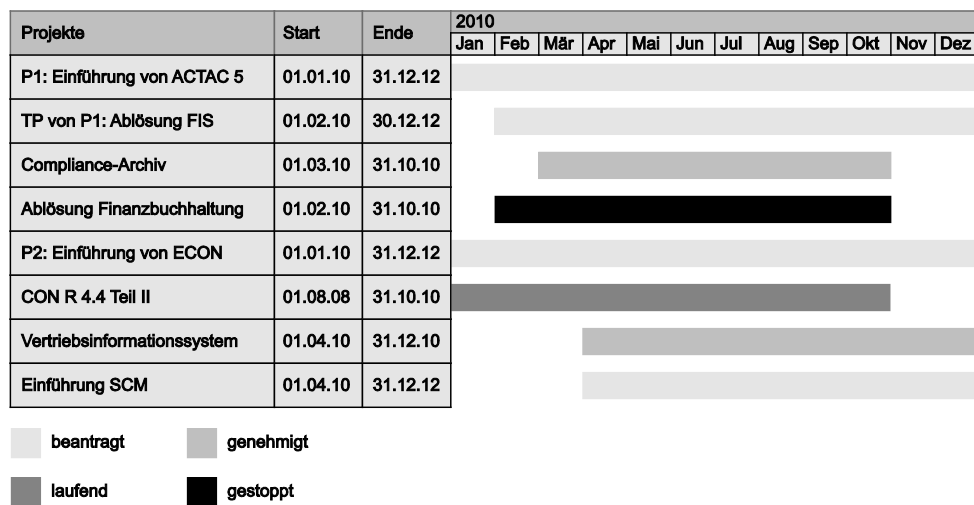 Projekte Start Ende 2010
Jan Feb Mär Apr Mai Jun Jul Aug Sep Okt Nov Dez
P1: Einführung von ACTAC 5 01.01.10 31.12.12
TP von P1: Ablösung FIS 01.02.10 30.12.12
Compliance-Archiv 01.03.10 31.10.10
Ablösung Finanzbuchhaltung 01.02.10 31.10.10
P2: Einführung von ECON 01.01.10 31.12.12
CON R 4.4 Teil II 01.08.08 31.10.10
Vertriebsinformationssystem 01.04.10 31.12.10
Einführung SCM 01.04.10 31.12.12
beantragt genehmigt
laufend gestoppt